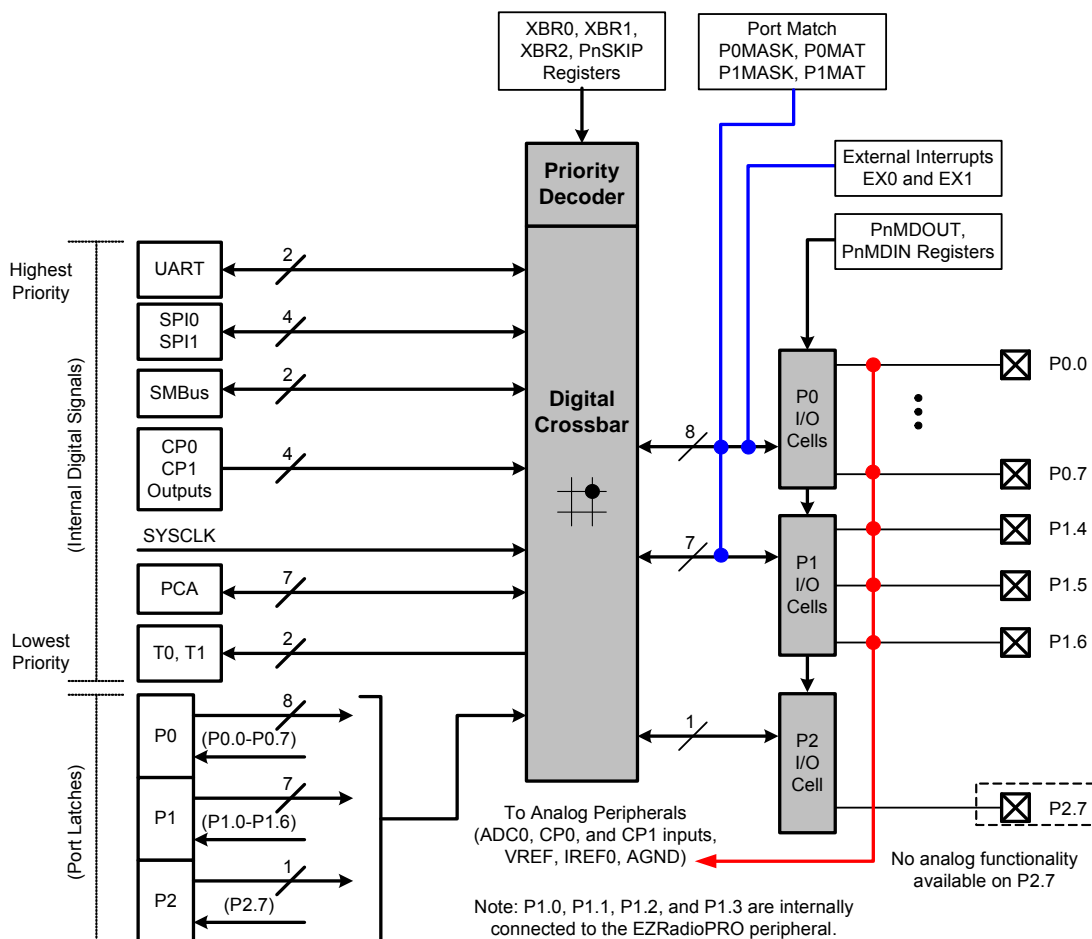 XBR0, XBR1,
XBR2, PnSKIP
Registers
Port Match
P0MASK, P0MAT
P1MASK, P1MAT
External Interrupts
EX0 and EX1
PnMDOUT,
PnMDIN Registers
Priority
Decoder
Digital
Crossbar
Highest
Priority
(Internal Digital Signals)
Lowest
Priority
(Port Latches)
UART
2
SPI0
SPI1
4
SMBus
2
CP0
CP1
Outputs
4
SYSCLK
PCA
7
T0, T1
2
P0
8
(P0.0-P0.7)
P1
7
(P1.0-P1.6)
P2
1
(P2.7)
8
7
1
P0
I/O
Cells
P1
I/O
Cells
P2
I/O
Cell
P0.0
P0.7
P1.4
P1.5
P1.6
P2.7
To Analog Peripherals
(ADC0, CP0, and CP1 inputs,
VREF, IREF0, AGND)
No analog functionality
available on P2.7
Note: P1.0, P1.1, P1.2, and P1.3 are internally
connected to the EZRadioPRO peripheral.